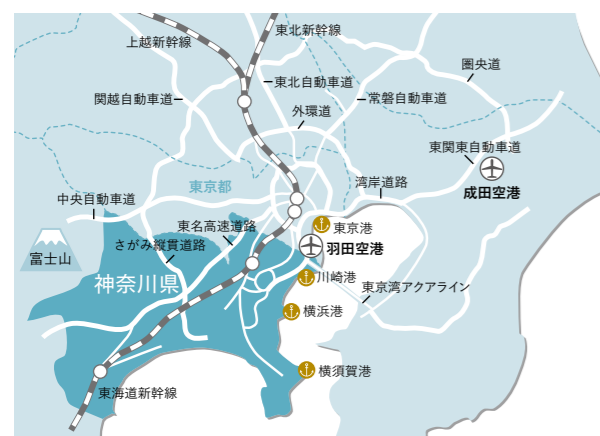 東北新幹線
上越新幹線
圏央道
東北自動車道
関越自動車道
常磐自動車道
外環道
東関東自動車道
湾岸道路
東京都
成田空港
中央自動車道
東名高速道路
東京港
さがみ縦貫道路
羽田空港
富士山
川崎港
神奈川県
東京湾アクアライン
横浜港
横須賀港
東海道新幹線